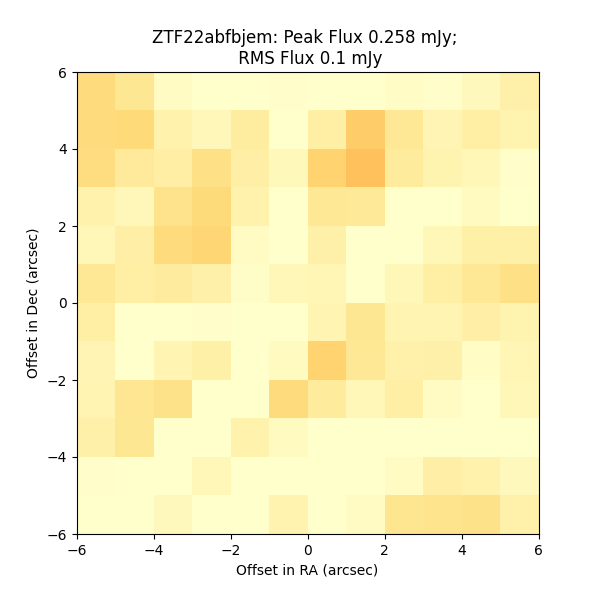 ZTF22abfbjem: Peak Flux 0.258 mJy;
RMS Flux 0.1 mJy
6
4
2
0
−2
−4
−6
Offset in Dec (arcsec)
−6 −4 −2 0 2 4 6
Offset in RA (arcsec)